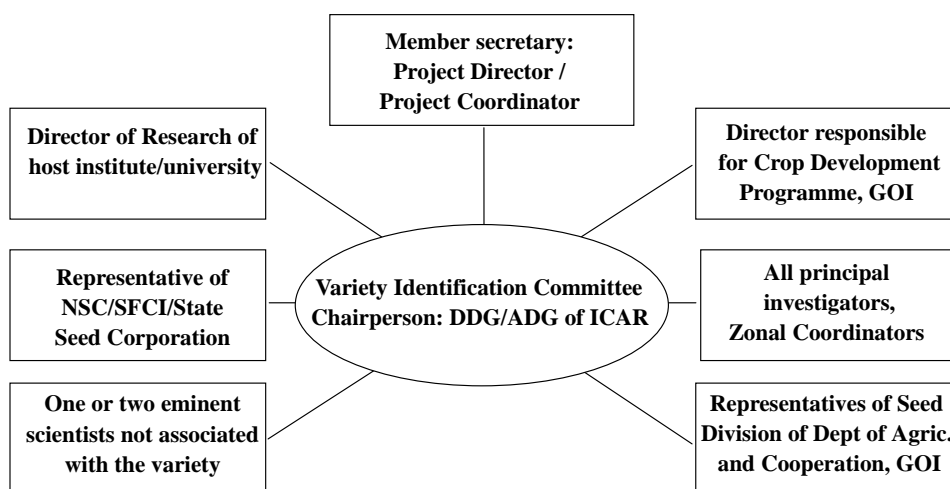 Member secretary:
Project Director /
Project Coordinator
Director of Research of
host institute/university
Director responsible
for Crop Development
Programme, GOI
Representative of
NSC/SFCI/State
Seed Corporation
Variety Identification Committee
Chairperson: DDG/ADG of ICAR
All principal
investigators,
Zonal Coordinators
One or two eminent
scientists not associated
with the variety
Representatives of Seed
Division of Dept of Agric.
and Cooperation, GOI